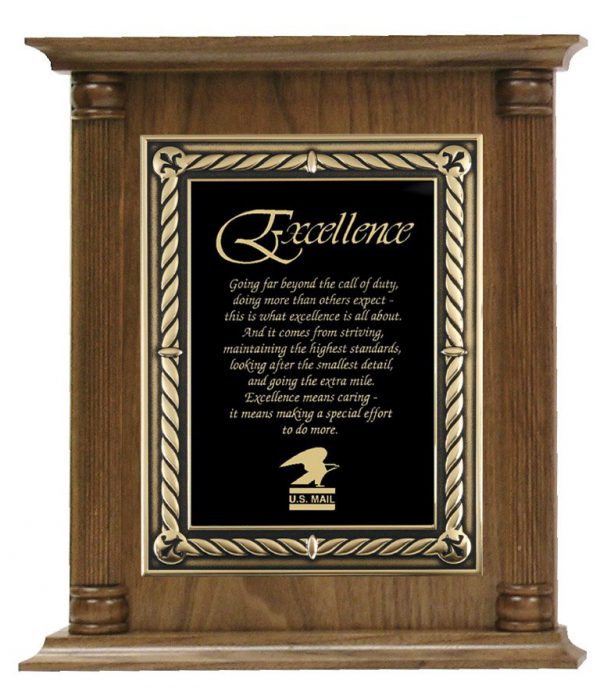 Excellence
Going far beyond the call of duty,
doing more than others expect -
this is what excellence is all about.
And it comes from striving,
maintaining the highest standards,
looking after the smallest detail,
and going the extra mile.
Excellence means caring -
it means making a special effort
to do more.
U.S. MAIL